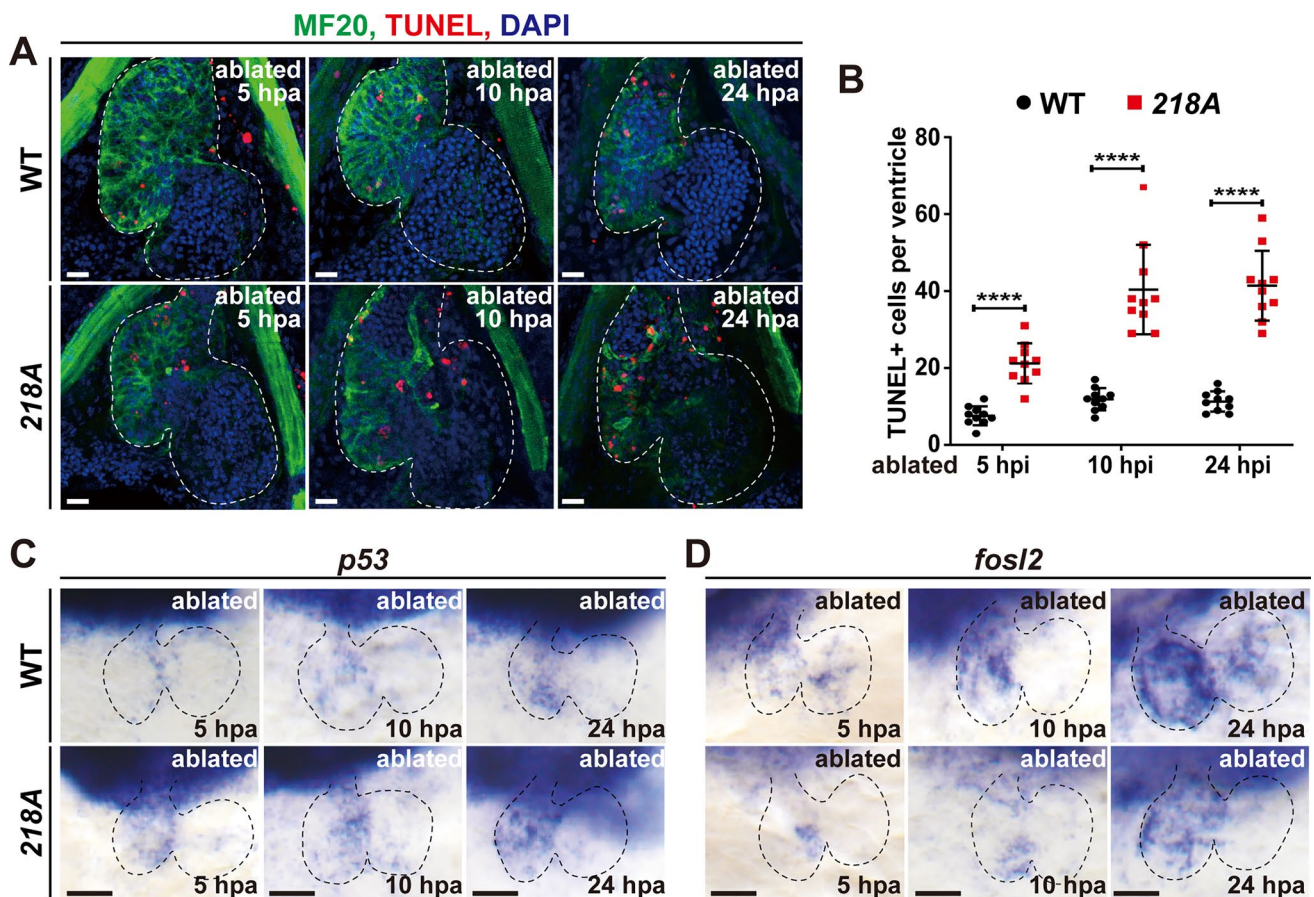 A
MF20, TUNEL, DAPI
WT
ablated
5 hpa
ablated
10 hpa
ablated
24 hpa
218A
ablated
5 hpa
ablated
10 hpa
ablated
24 hpa
B
WT 218A
TUNEL+ cells per ventricle
80
60
40
20
0
****
****
****
ablated 5 hpi 10 hpi 24 hpi
C
p53
WT
ablated
5 hpa
ablated
10 hpa
ablated
24 hpa
218A
ablated
5 hpa
ablated
10 hpa
ablated
24 hpa
D
fosl2
ablated
5 hpa
ablated
10 hpa
ablated
24 hpa
ablated
5 hpa
ablated
10 hpa
ablated
24 hpa